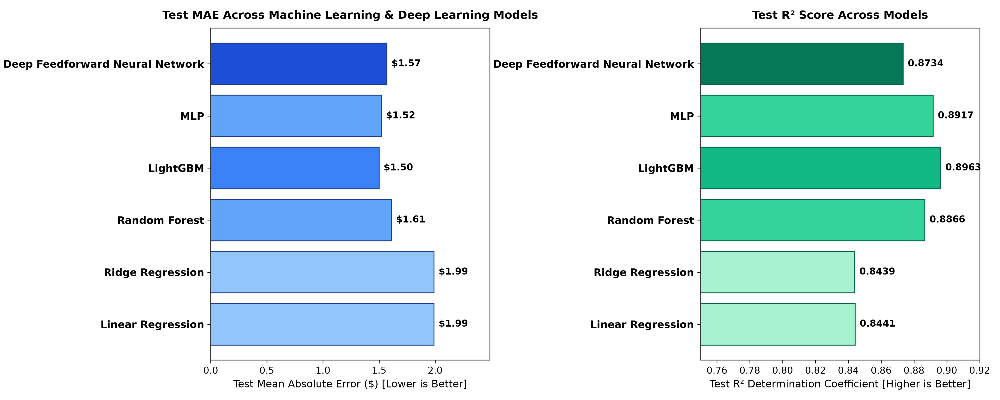 Test MAE Across Machine Learning & Deep Learning Models
Deep Feedforward Neural Network
$1.57
MLP
$1.52
LightGBM
$1.50
Random Forest
$1.61
Ridge Regression
$1.99
Linear Regression
$1.99
0.0 0.5 1.0 1.5 2.0
Test Mean Absolute Error ($) [Lower is Better]
Test R² Score Across Models
Deep Feedforward Neural Network
0.8734
MLP
0.8917
LightGBM
0.8963
Random Forest
0.8866
Ridge Regression
0.8439
Linear Regression
0.8441
0.76 0.78 0.80 0.82 0.84 0.86 0.88 0.90 0.92
Test R² Determination Coefficient [Higher is Better]